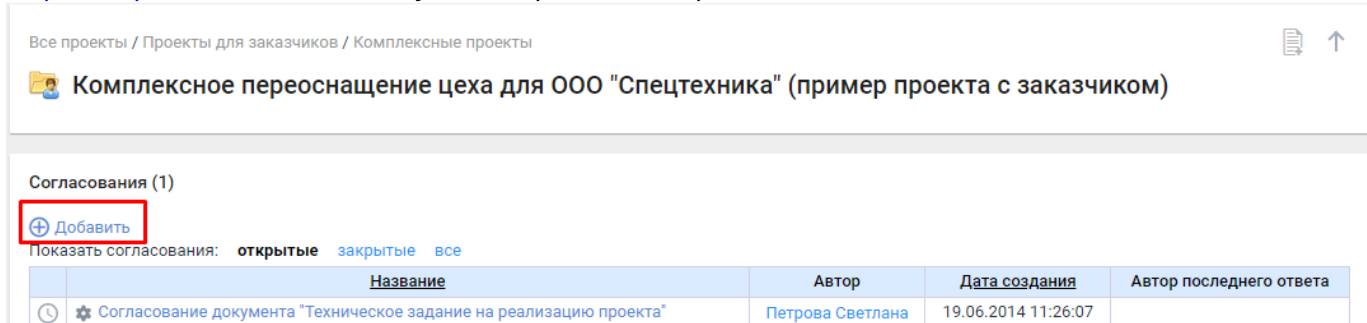 Все проекты / Проекты для заказчиков / Комплексные проекты
Комплексное переоснащение цеха для ООО "Спецтехника" (пример проекта с заказчиком)
Согласования (1)
Добавить
Показать согласования: открытые закрытые все
Название Автор Дата создания Автор последнего ответа
Согласование документа "Техническое задание на реализацию проекта" Петрова Светлана 19.06.2014 11:26:07